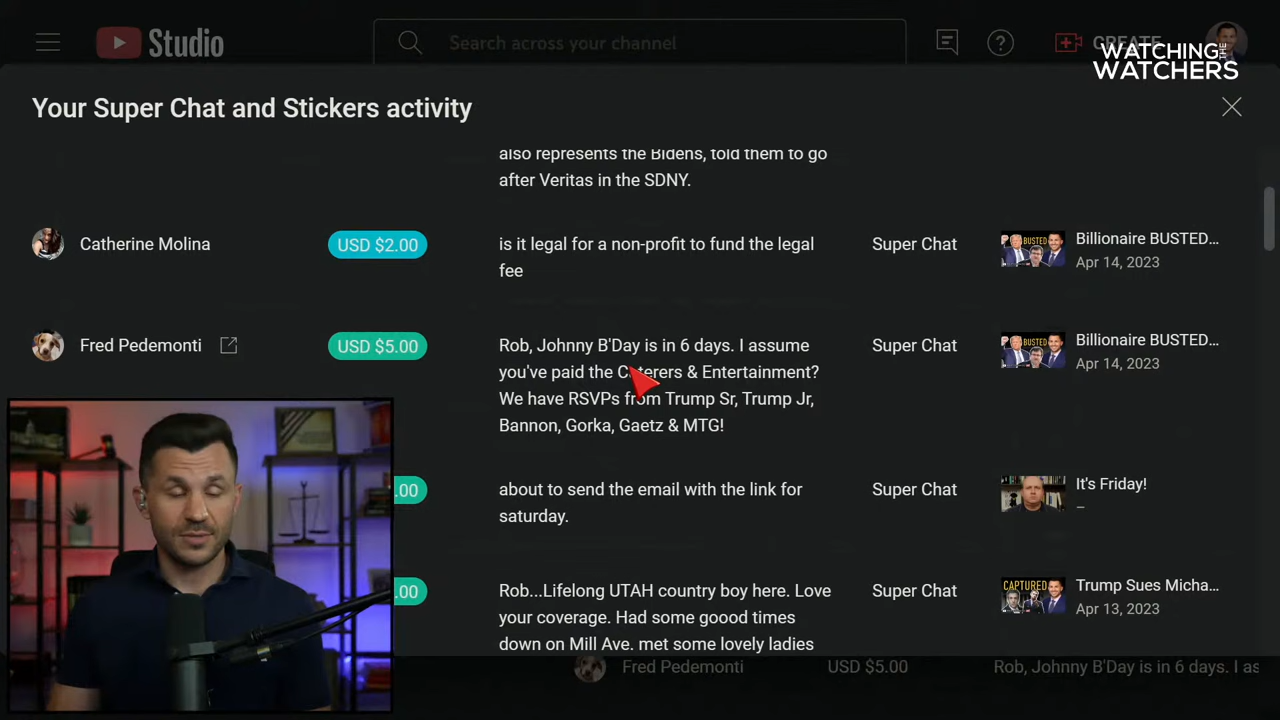 Studio
Search across your channel
CREATE
WATCHING THE
WATCHERS
Your Super Chat and Stickers activity
also represents the Bidens, told them to go
after Veritas in the SDNY.
Catherine Molina
USD $2.00
is it legal for a non-profit to fund the legal
fee
Super Chat
BUSTED
Billionaire BUSTED...
Apr 14, 2023
Fred Pedemonti
USD $5.00
Rob, Johnny B'Day is in 6 days. I assume
you've paid the Caterers & Entertainment?
We have RSVPs from Trump Sr, Trump Jr,
Bannon, Gorka, Gaetz & MTG!
Super Chat
BUSTED
Billionaire BUSTED...
Apr 14, 2023
.00
about to send the email with the link for
saturday.
Super Chat
It's Friday!
–
.00
Rob...Lifelong UTAH country boy here. Love
your coverage. Had some goood times
down on Mill Ave. met some lovely ladies
Super Chat
CAPTURED
Trump Sues Micha...
Apr 13, 2023
Fred Pedemonti
USD $5.00
Rob, Johnny B'Day is in 6 days. I as